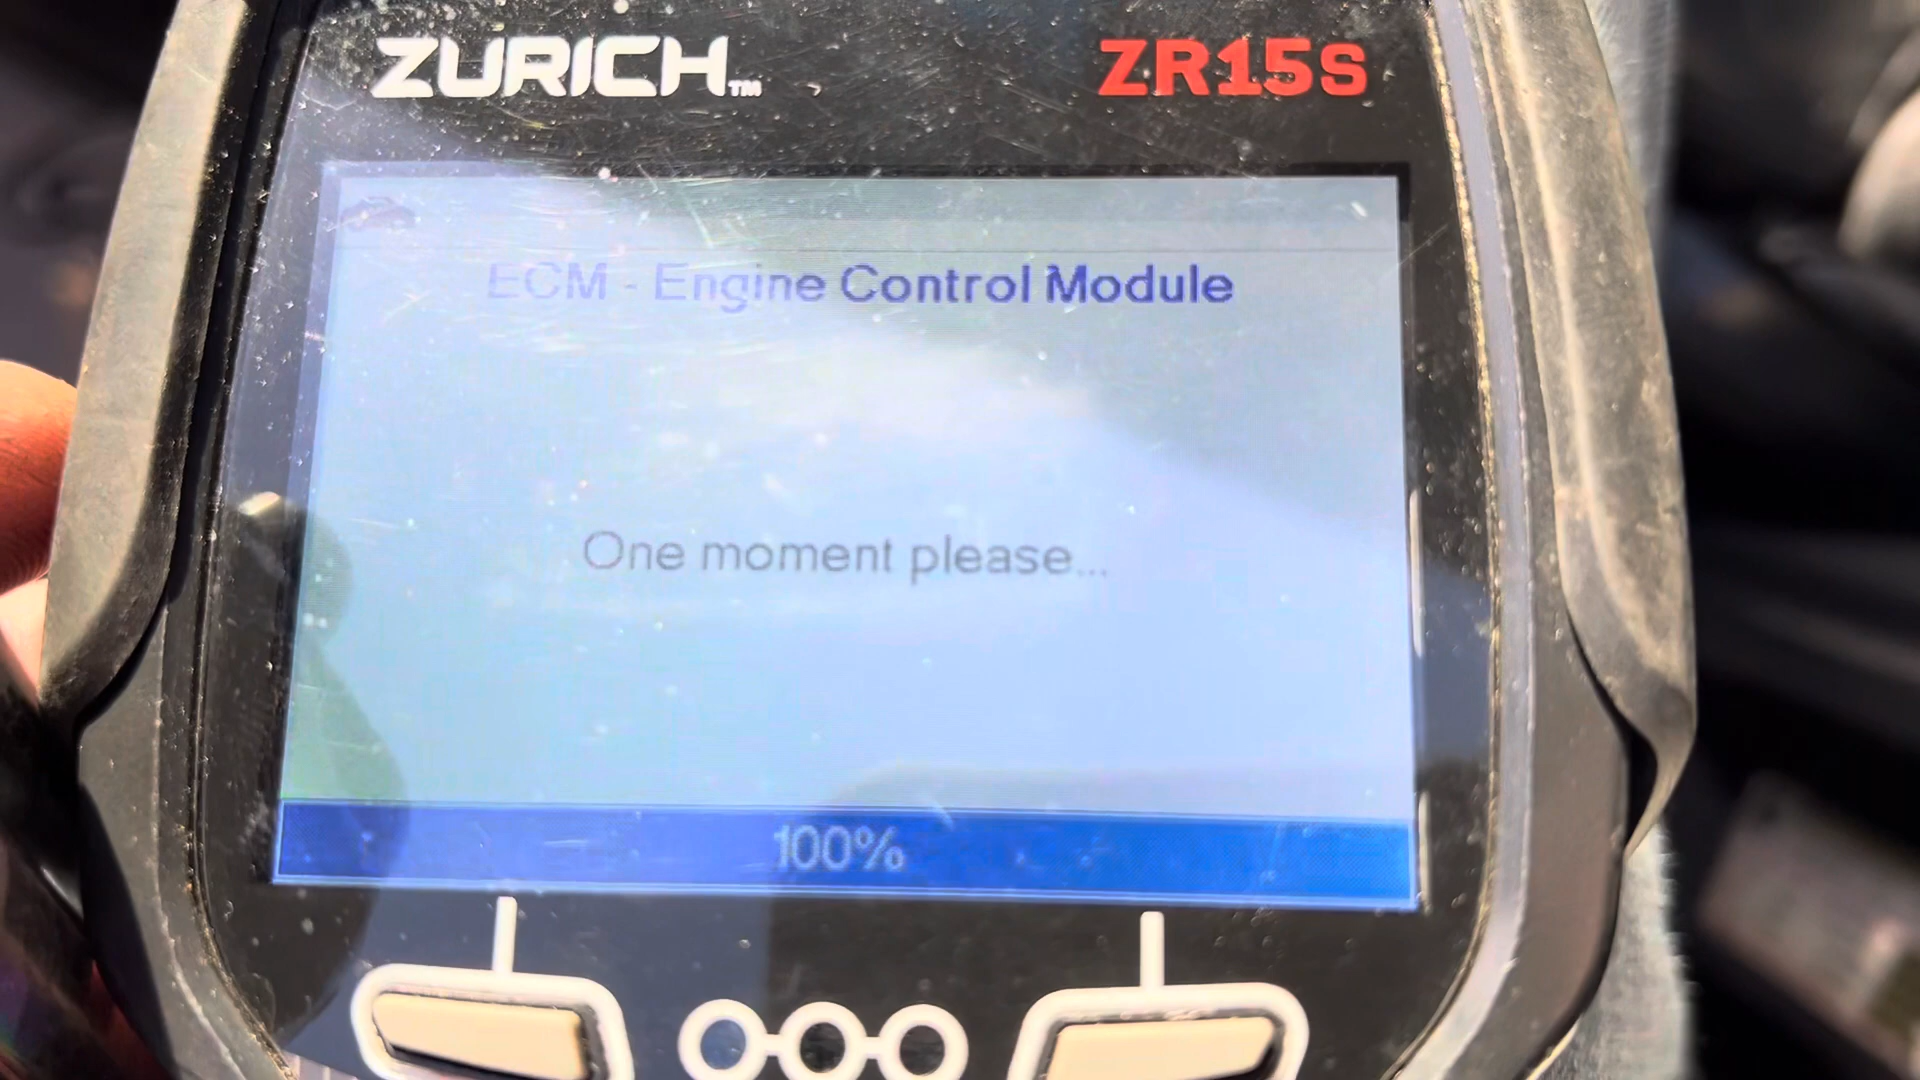 ZURICH™ ZR15S
ECM - Engine Control Module
One moment please...
100%